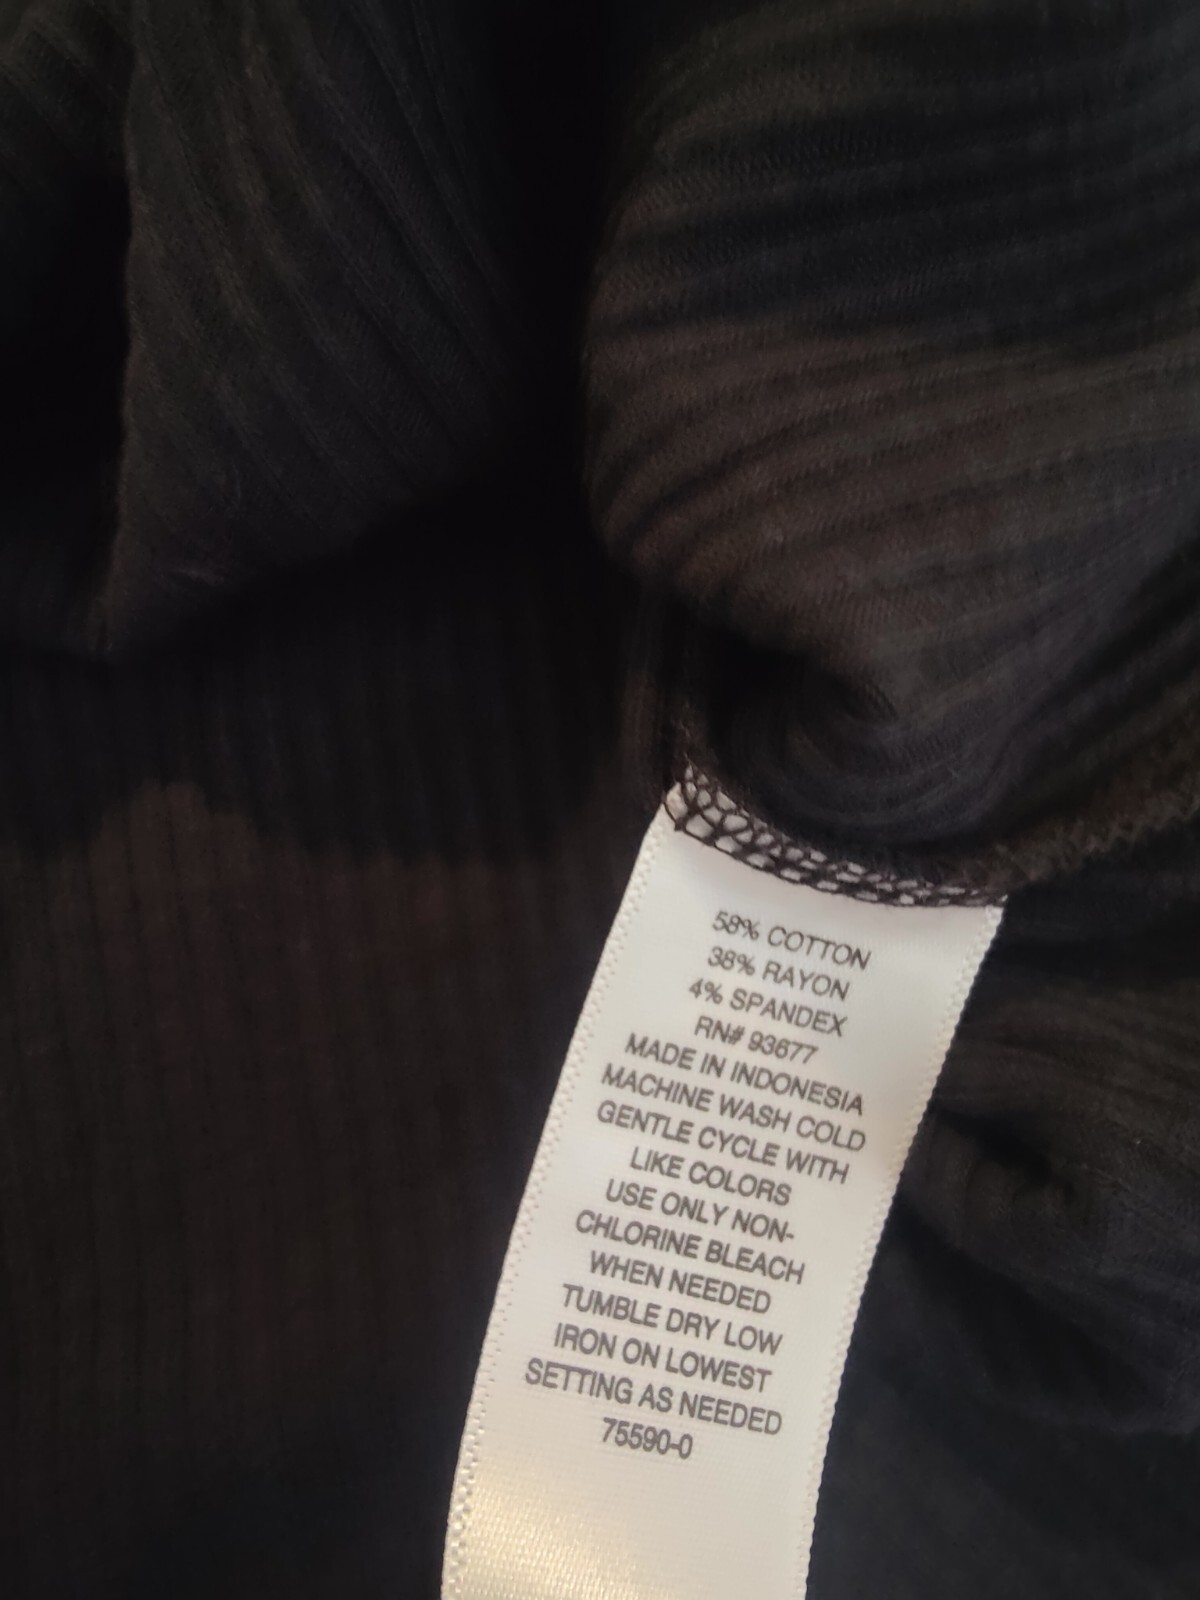 58% COTTON
38% RAYON
4% SPANDEX
RN# 93677
MADE IN INDONESIA
MACHINE WASH COLD
GENTLE CYCLE WITH
LIKE COLORS
USE ONLY NON-
CHLORINE BLEACH
WHEN NEEDED
TUMBLE DRY LOW
IRON ON LOWEST
SETTING AS NEEDED
75590-0